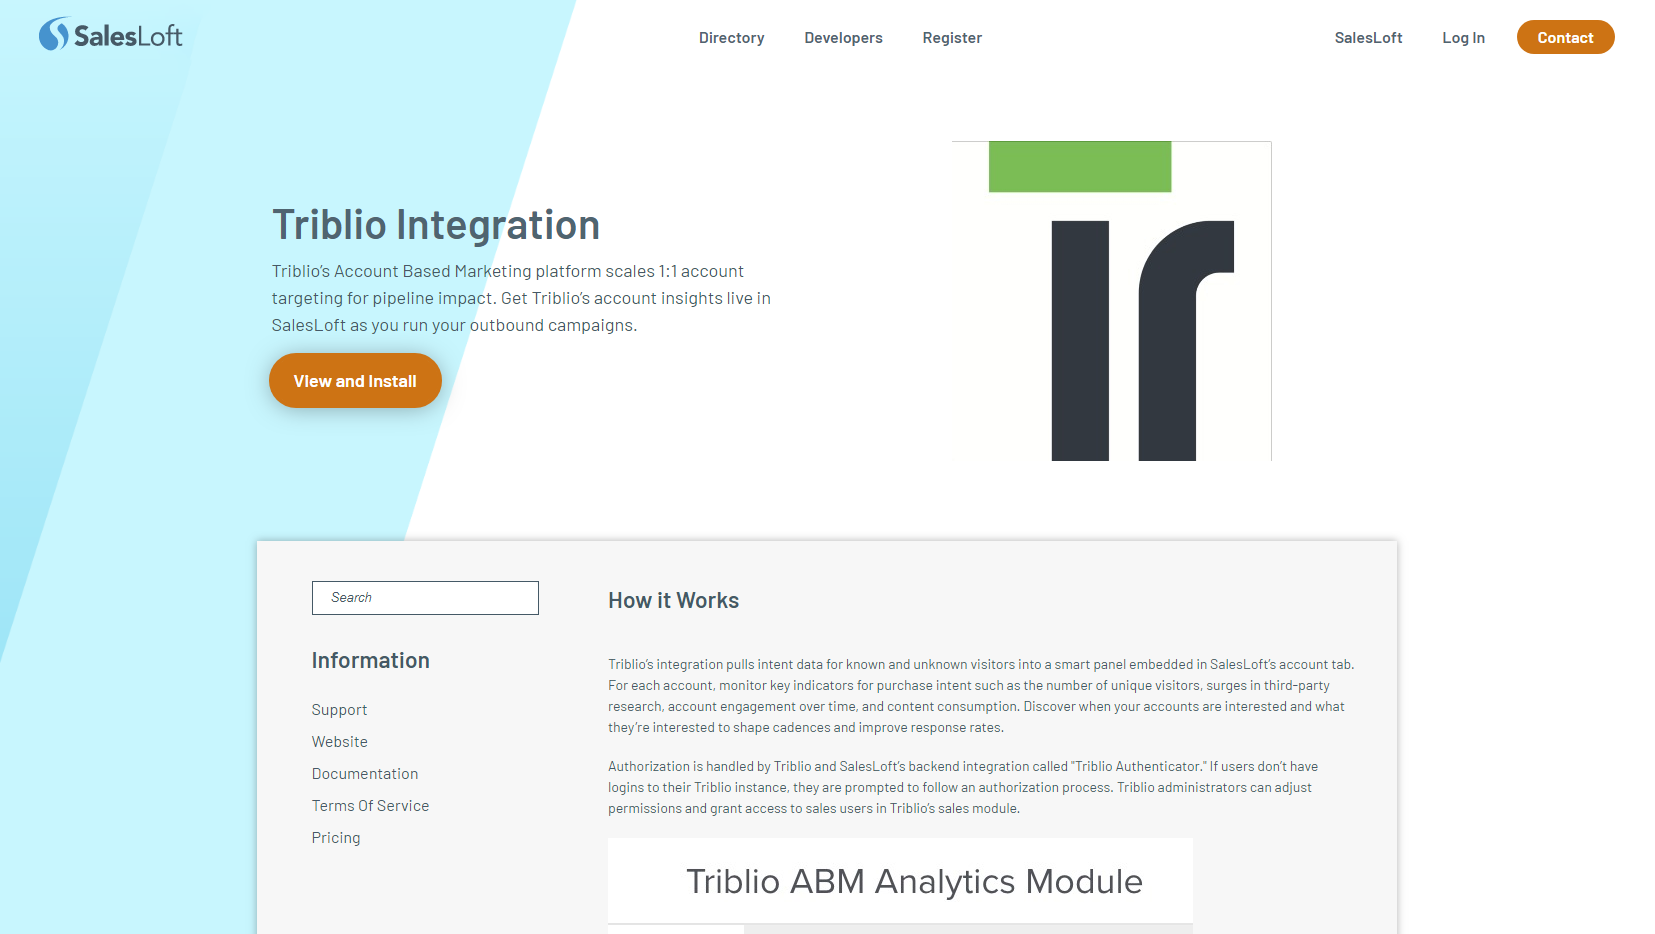 SalesLoft
Directory
Developers
Register
SalesLoft
Log In
Contact
Triblio Integration
Triblio’s Account Based Marketing platform scales 1:1 account
targeting for pipeline impact. Get Triblio’s account insights live in
SalesLoft as you run your outbound campaigns.
View and Install
Tr
Search
Information
Support
Website
Documentation
Terms Of Service
Pricing
How it Works
Triblio’s integration pulls intent data for known and unknown visitors into a smart panel embedded in SalesLoft’s account tab.
For each account, monitor key indicators for purchase intent such as the number of unique visitors, surges in third-party
research, account engagement over time, and content consumption. Discover when your accounts are interested and what
they’re interested to shape cadences and improve response rates.
Authorization is handled by Triblio and SalesLoft’s backend integration called "Triblio Authenticator." If users don’t have
logins to their Triblio instance, they are prompted to follow an authorization process. Triblio administrators can adjust
permissions and grant access to sales users in Triblio’s sales module.
Triblio ABM Analytics Module